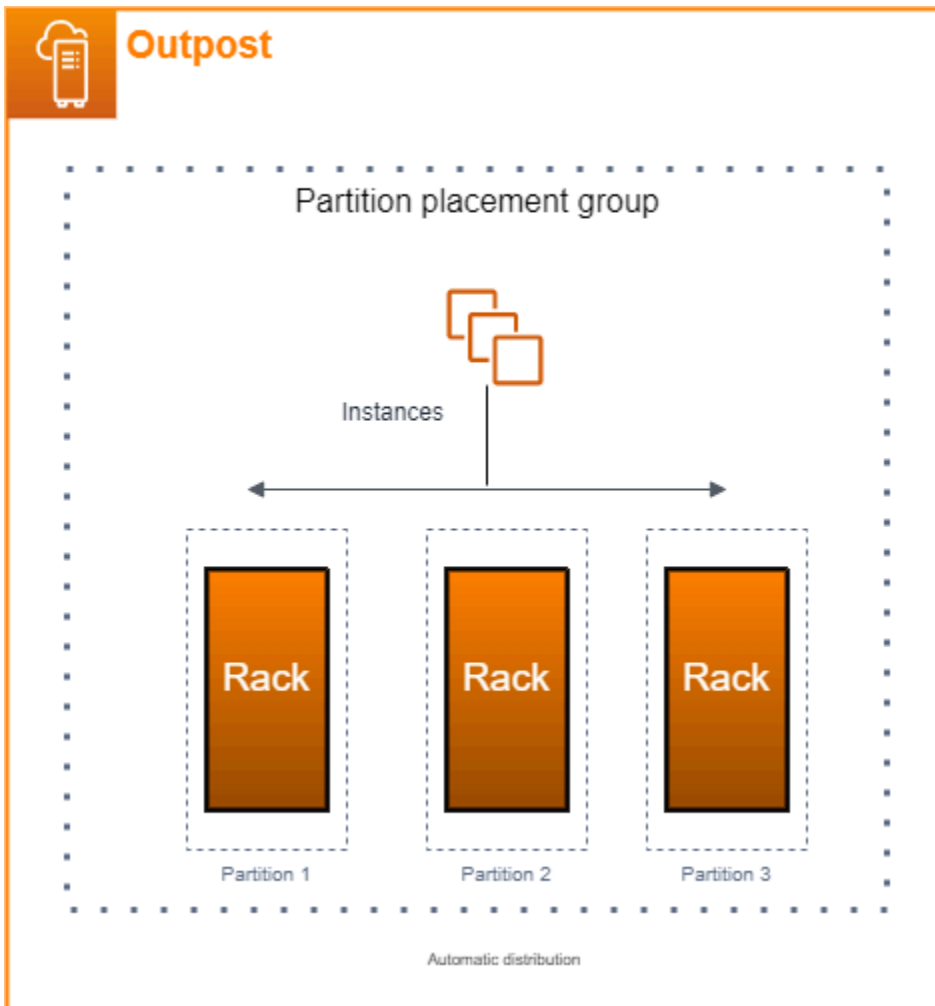 Outpost
Partition placement group
Instances
Rack
Rack
Rack
Partition 1
Partition 2
Partition 3
Automatic distribution